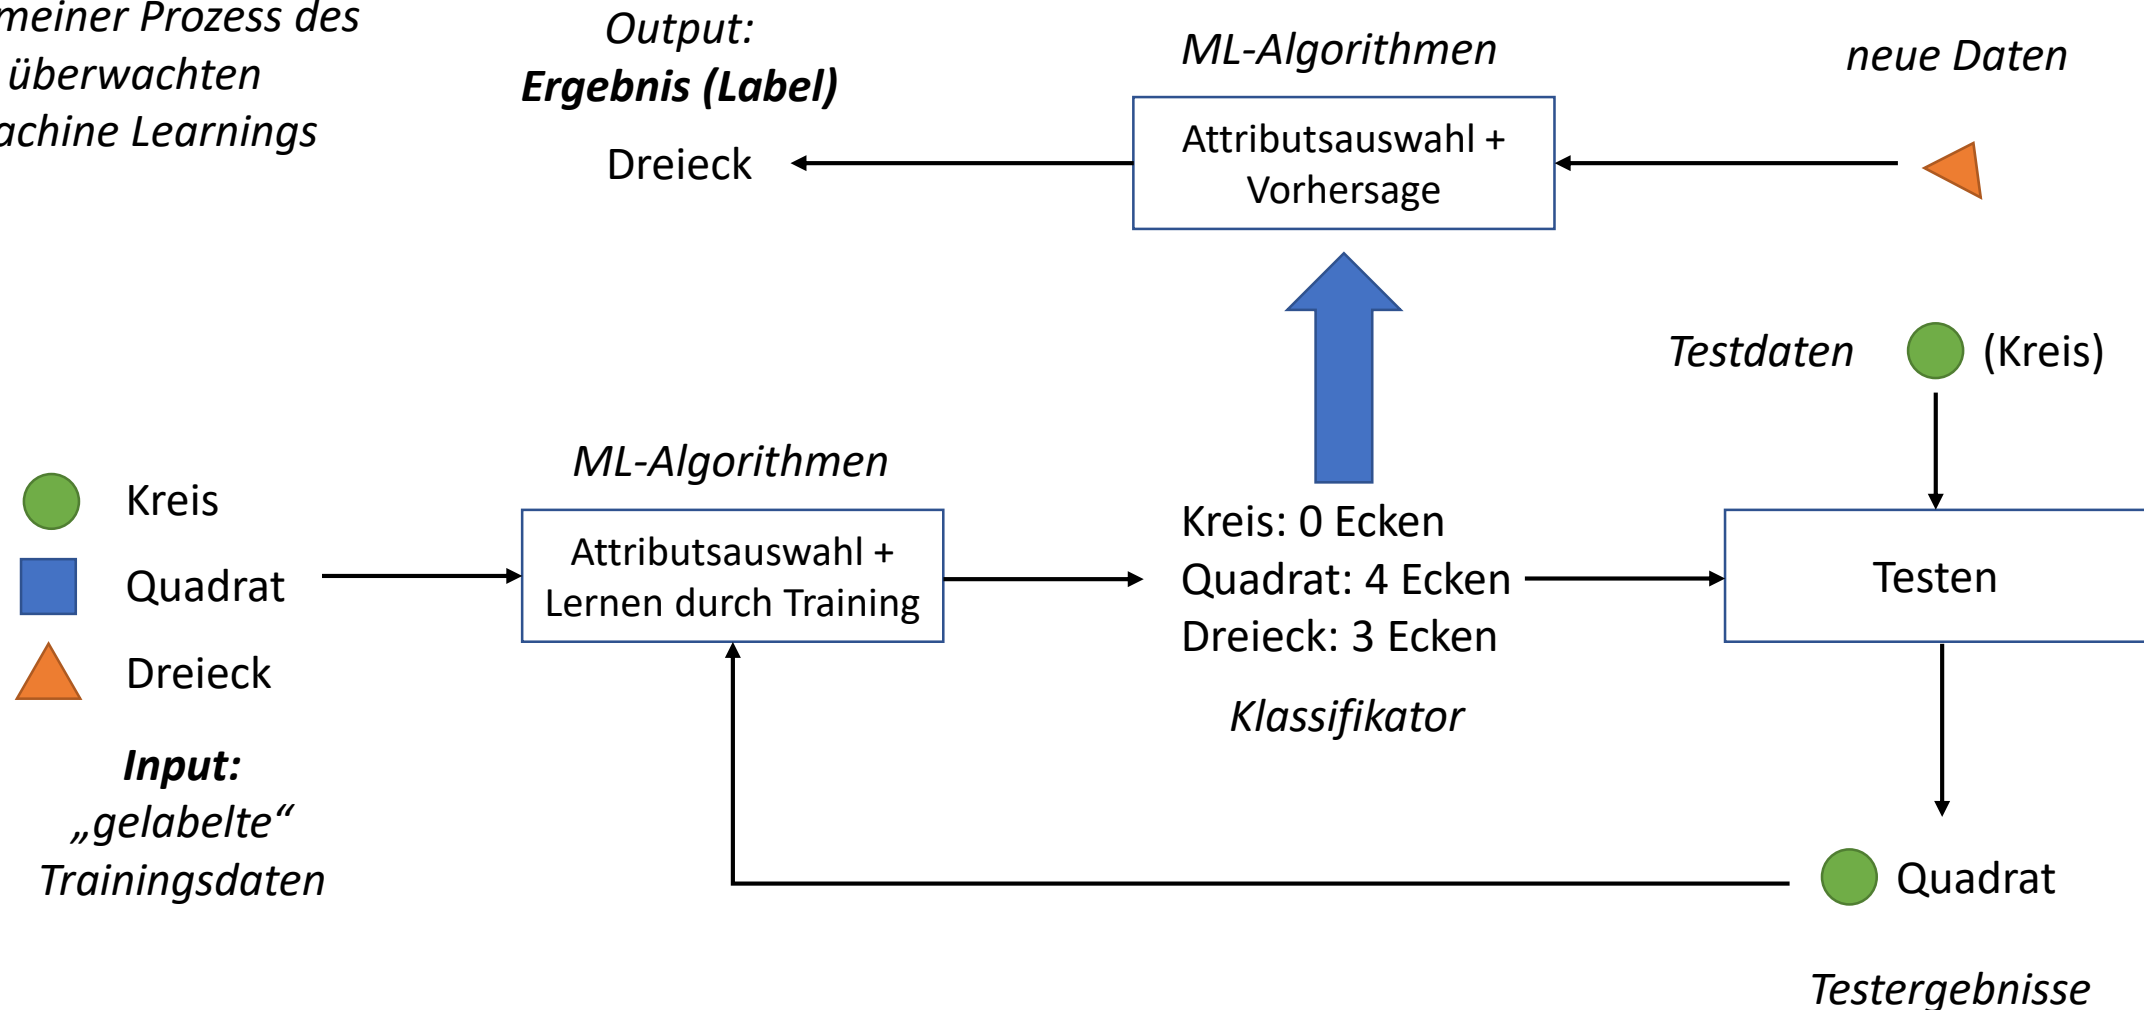 meiner Prozess des
überwachten
achine Learnings
Output:
Ergebnis (Label)
Dreieck
ML-Algorithmen
Attributsauswahl +
Vorhersage
neue Daten
Testdaten
(Kreis)
Kreis
Quadrat
Dreieck
Input:
„gelabelte“
Trainingsdaten
ML-Algorithmen
Attributsauswahl +
Lernen durch Training
Kreis: 0 Ecken
Quadrat: 4 Ecken
Dreieck: 3 Ecken
Klassifikator
Testen
Quadrat
Testergebnisse